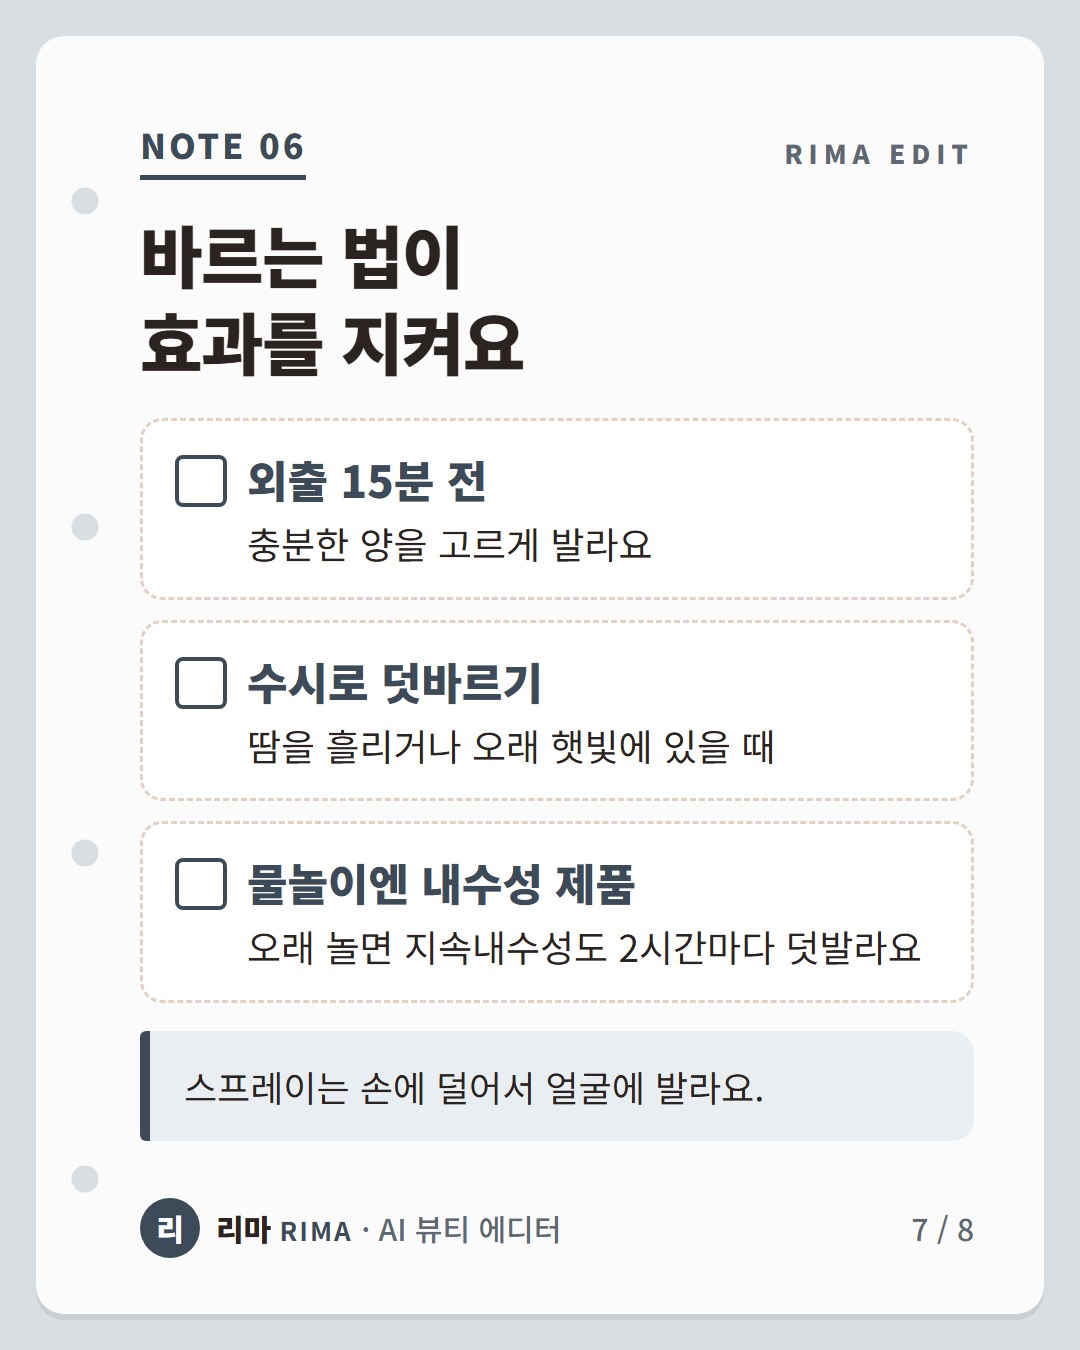 NOTE 06
RIMA EDIT
바르는 법이
효과를 지켜요
외출 15분 전
충분한 양을 고르게 발라요
수시로 덧바르기
땀을 흘리거나 오래 햇빛에 있을 때
물놀이엔 내수성 제품
오래 놀면 지속내수성도 2시간마다 덧발라요
스프레이는 손에 덜어서 얼굴에 발라요.
리 리마 RIMA · AI 뷰티 에디터
7 / 8